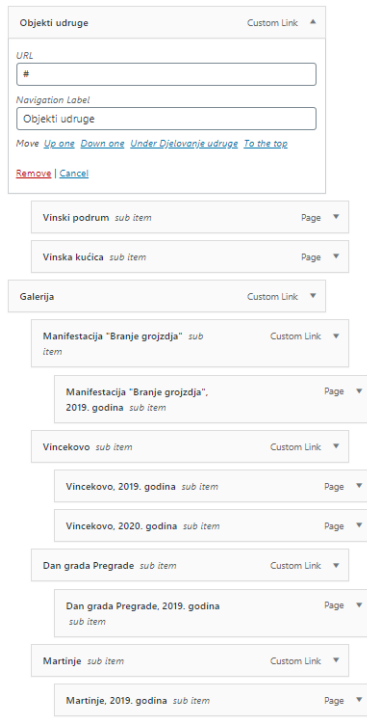 Objekti udruge Custom Link
URL
#
Navigation Label
Objekti udruge
Move Up one Down one Under Djelovanje udruge To the top
Remove | Cancel
Vinski podrum sub item Page
Vinska kućica sub item Page
Galerija Custom Link
Manifestacija "Branje grojzdja" sub Custom Link
item
Manifestacija "Branje grojzdja", Page
2019. godina sub item
Vincekovo sub item Custom Link
Vincekovo, 2019. godina sub item Page
Vincekovo, 2020. godina sub item Page
Dan grada Pregrade sub item Custom Link
Dan grada Pregrade, 2019. godina Page
sub item
Martinje sub item Custom Link
Martinje, 2019. godina sub item Page